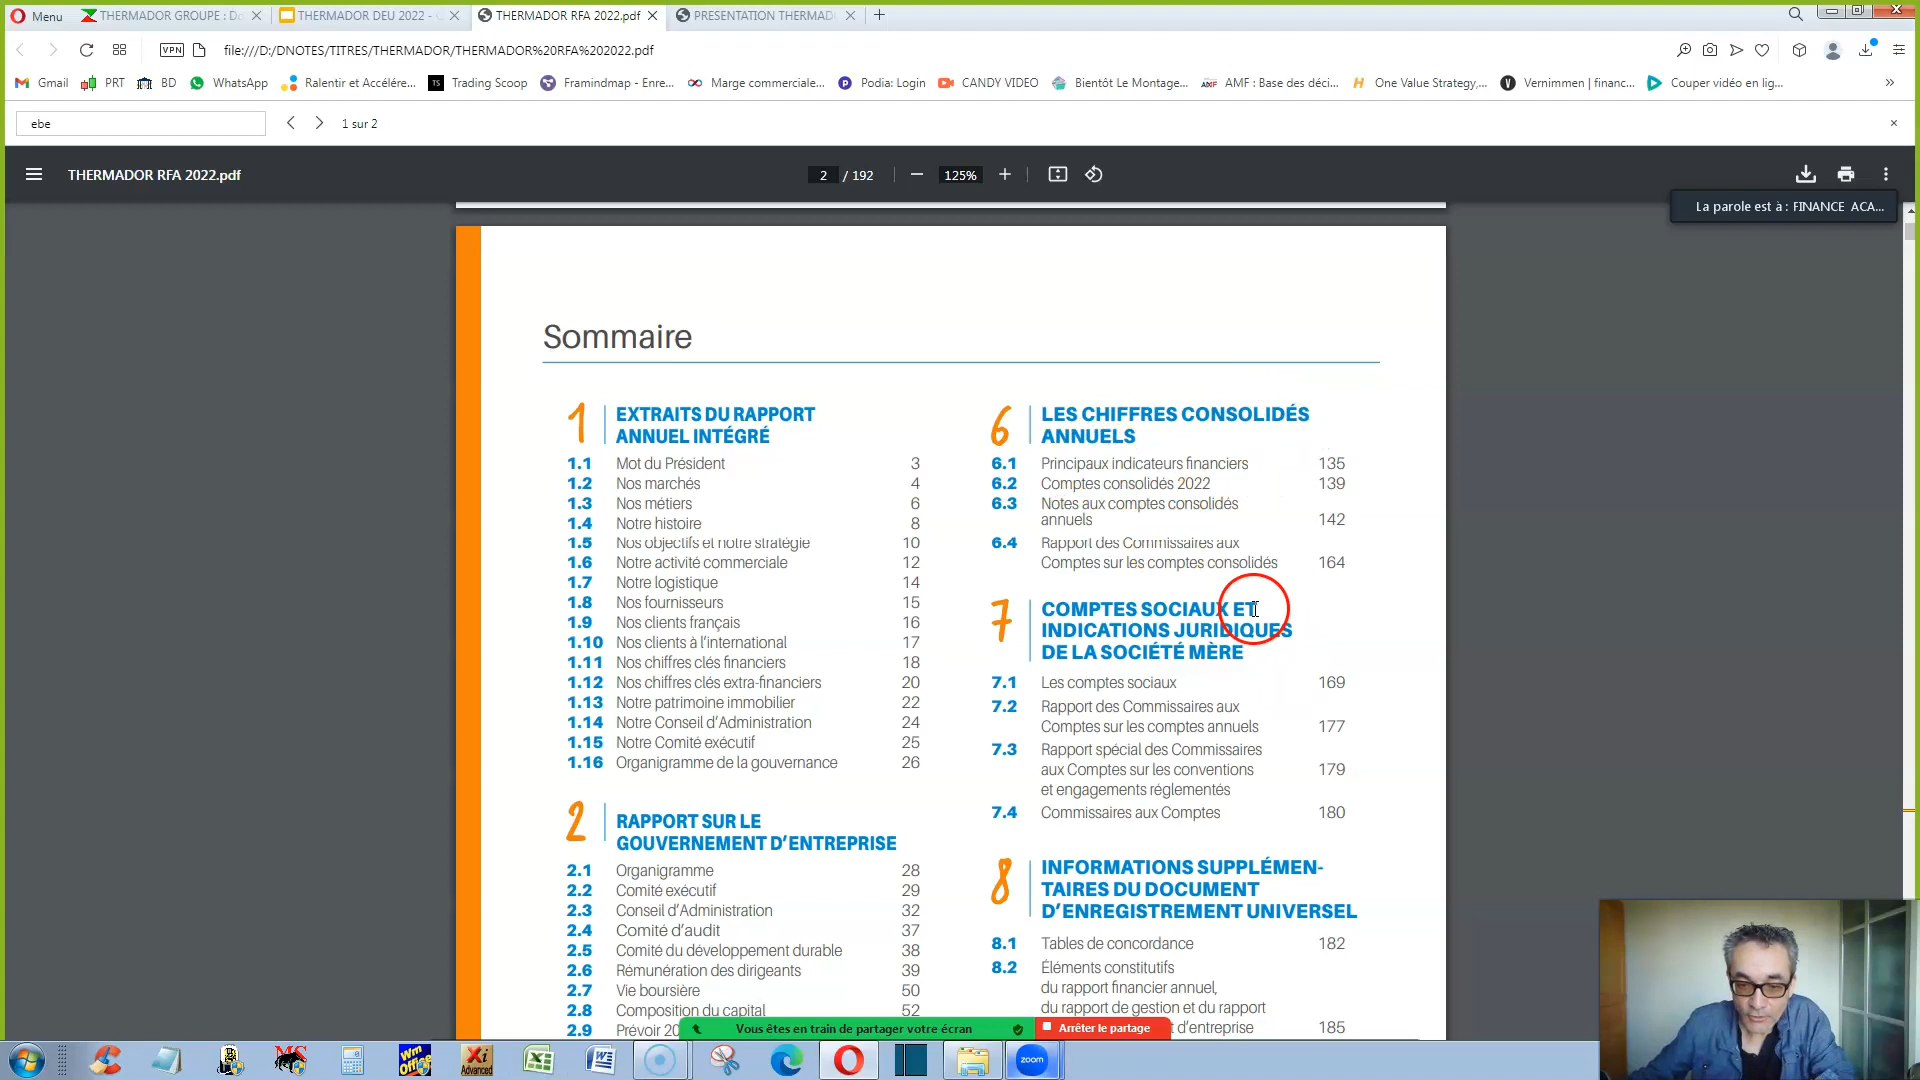 Menu
THERMADOR GROUPE : Do
THERMADOR DEU 2022 -
THERMADOR RFA 2022.pdf
PRESENTATION THERMAD
VPN
file:///D:/DNOTES/TITRES/THERMADOR/THERMADOR%20RFA%202022.pdf
Gmail
PRT
BD
WhatsApp
Ralentir et Accélére...
Trading Scoop
Framindmap - Enre...
Marge commerciale...
Podia: Login
CANDY VIDEO
Bientôt Le Montage...
AMF : Base des déci...
One Value Strategy,...
Vernimmen | financ...
Couper vidéo en lig...
ebe
1 sur 2
THERMADOR RFA 2022.pdf
2 / 192
125%
La parole est à : FINANCE ACA...
Sommaire
1 EXTRAITS DU RAPPORT
ANNUEL INTÉGRÉ
1.1 Mot du Président 3
1.2 Nos marchés 4
1.3 Nos métiers 6
1.4 Notre histoire 8
1.5 Nos objectifs et notre stratégie 10
1.6 Notre activité commerciale 12
1.7 Notre logistique 14
1.8 Nos fournisseurs 15
1.9 Nos clients français 16
1.10 Nos clients à l'international 17
1.11 Nos chiffres clés financiers 18
1.12 Nos chiffres clés extra-financiers 20
1.13 Notre patrimoine immobilier 22
1.14 Notre Conseil d'Administration 24
1.15 Notre Comité exécutif 25
1.16 Organigramme de la gouvernance 26
2 RAPPORT SUR LE
GOUVERNEMENT D'ENTREPRISE
2.1 Organigramme 28
2.2 Comité exécutif 29
2.3 Conseil d'Administration 32
2.4 Comité d'audit 37
2.5 Comité du développement durable 38
2.6 Rémunération des dirigeants 39
2.7 Vie boursière 50
2.8 Composition du capital 52
2.9 Prévoir 20
6 LES CHIFFRES CONSOLIDÉS
ANNUELS
6.1 Principaux indicateurs financiers 135
6.2 Comptes consolidés 2022 139
6.3 Notes aux comptes consolidés
annuels 142
6.4 Rapport des Commissaires aux
Comptes sur les comptes consolidés 164
7 COMPTES SOCIAUX ET
INDICATIONS JURIDIQUES
DE LA SOCIÉTÉ MÈRE
7.1 Les comptes sociaux 169
7.2 Rapport des Commissaires aux
Comptes sur les comptes annuels 177
7.3 Rapport spécial des Commissaires
aux Comptes sur les conventions 179
et engagements réglementés
7.4 Commissaires aux Comptes 180
8 INFORMATIONS SUPPLÉMEN-
TAIRES DU DOCUMENT
D'ENREGISTREMENT UNIVERSEL
8.1 Tables de concordance 182
8.2 Éléments constitutifs
du rapport financier annuel,
du rapport de gestion et du rapport
d'entreprise 185
Vous êtes en train de partager votre écran
Arrêter le partage
Wm
Office
Xi
Advanced
zoom